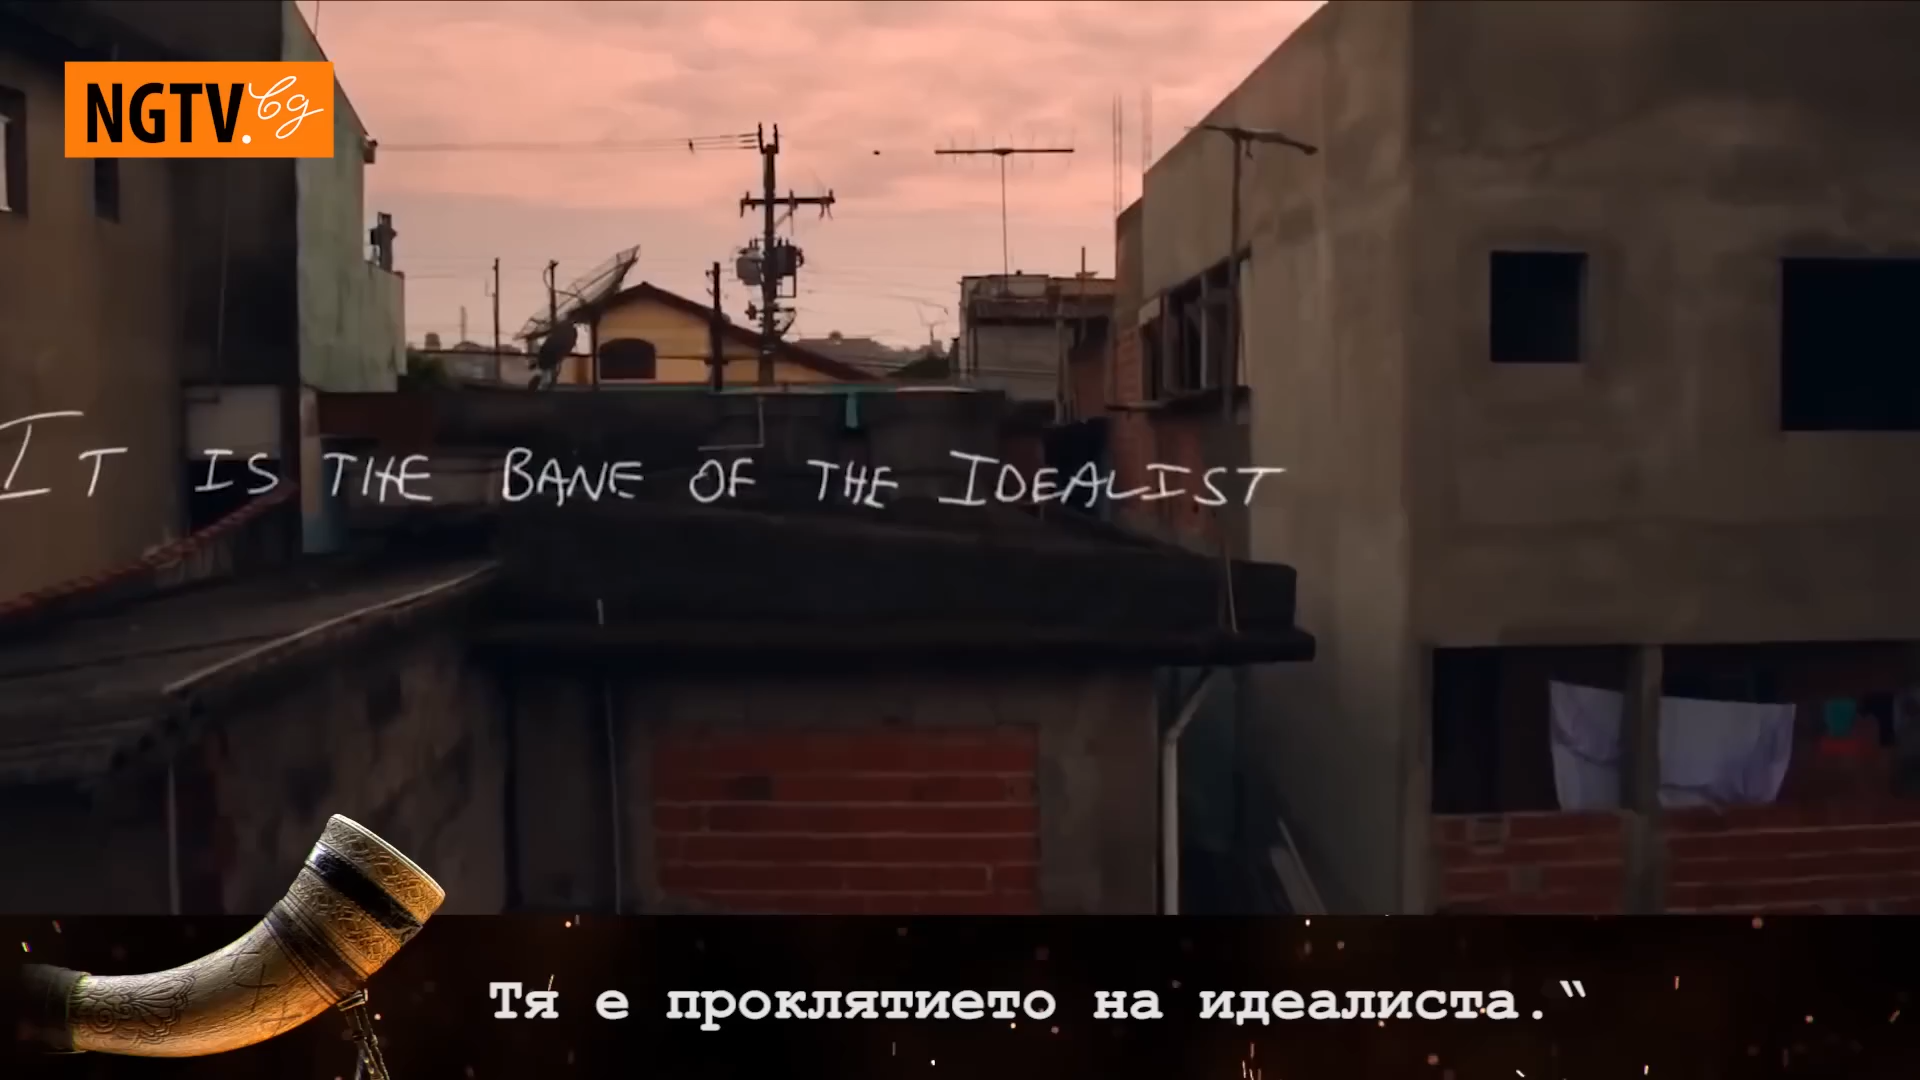 NGTV.bg
IT IS THE BANE OF THE IDEALIST
Тя е проклятието на идеалиста.“